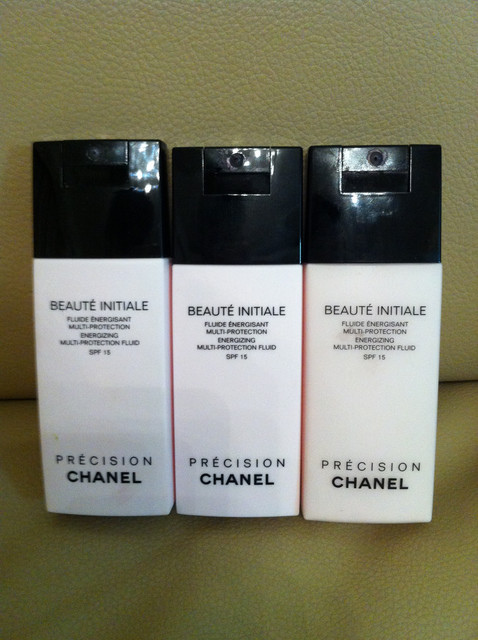 BEAUTÉ INITIALE
FLUIDE ÉNERGISANT
MULTI-PROTECTION
ENERGIZING
MULTI-PROTECTION FLUID
SPF 15
PRÉCISION
CHANEL
BEAUTÉ INITIALE
FLUIDE ÉNERGISANT
MULTI-PROTECTION
ENERGIZING
MULTI-PROTECTION FLUID
SPF 15
PRÉCISION
CHANEL
BEAUTÉ INITIALE
FLUIDE ÉNERGISANT
MULTI-PROTECTION
ENERGIZING
MULTI-PROTECTION FLUID
SPF 15
PRÉCISION
CHANEL